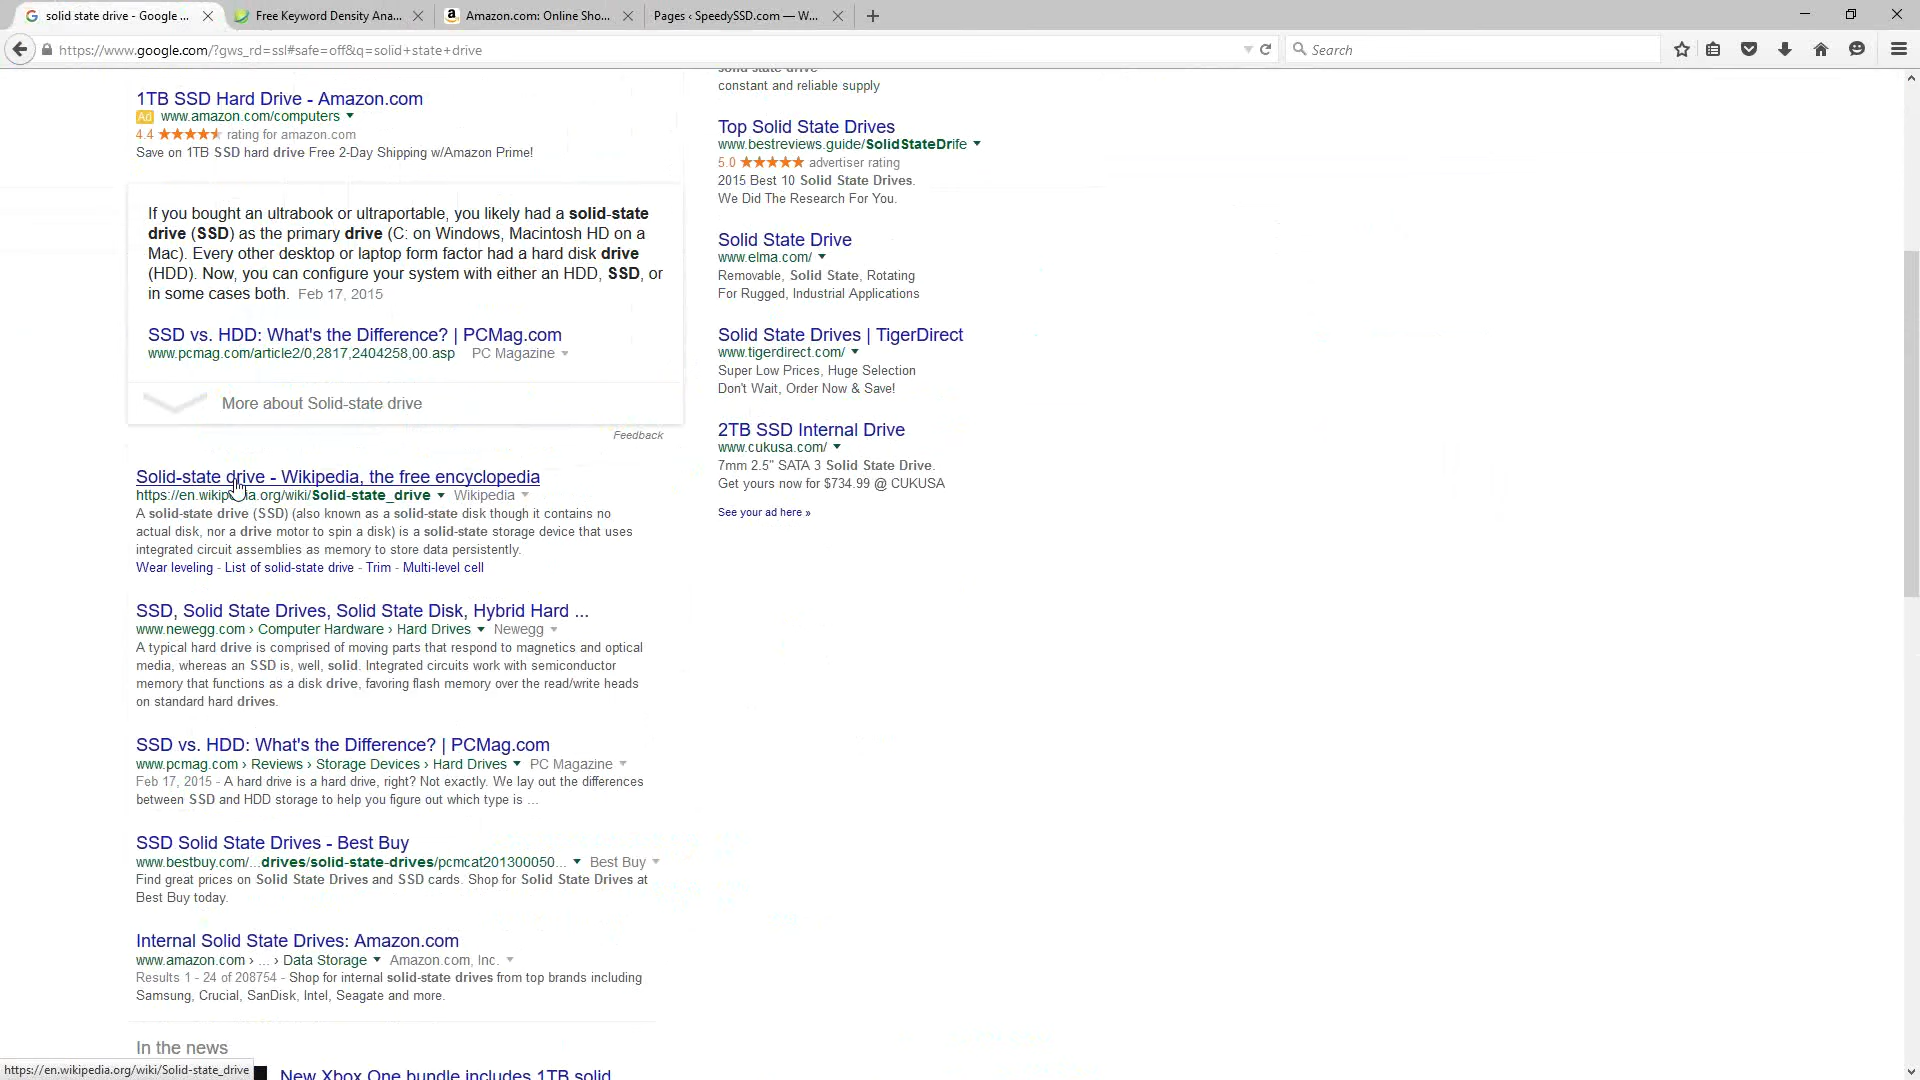 solid state drive - Google ...
Free Keyword Density Ana...
Amazon.com: Online Sho...
Pages ‹ SpeedySSD.com — W...
https://www.google.com/?gws_rd=ssl#safe=off&q=solid+state+drive
Search
1TB SSD Hard Drive - Amazon.com
Ad www.amazon.com/computers
4.4 ★★★★★ rating for amazon.com
Save on 1TB SSD hard drive Free 2-Day Shipping w/Amazon Prime!
If you bought an ultrabook or ultraportable, you likely had a solid-state
drive (SSD) as the primary drive (C: on Windows, Macintosh HD on a
Mac). Every other desktop or laptop form factor had a hard disk drive
(HDD). Now, you can configure your system with either an HDD, SSD, or
in some cases both. Feb 17, 2015
SSD vs. HDD: What's the Difference? | PCMag.com
www.pcmag.com/article2/0,2817,2404258,00.asp PC Magazine
More about Solid-state drive
Feedback
Solid-state drive - Wikipedia, the free encyclopedia
https://en.wikipedia.org/wiki/Solid-state_drive Wikipedia
A solid-state drive (SSD) (also known as a solid-state disk though it contains no
actual disk, nor a drive motor to spin a disk) is a solid-state storage device that uses
integrated circuit assemblies as memory to store data persistently.
Wear leveling - List of solid-state drive - Trim - Multi-level cell
SSD, Solid State Drives, Solid State Disk, Hybrid Hard ...
www.newegg.com › Computer Hardware › Hard Drives Newegg
A typical hard drive is comprised of moving parts that respond to magnetics and optical
media, whereas an SSD is, well, solid. Integrated circuits work with semiconductor
memory that functions as a disk drive, favoring flash memory over the read/write heads
on standard hard drives.
SSD vs. HDD: What's the Difference? | PCMag.com
www.pcmag.com › Reviews › Storage Devices › Hard Drives PC Magazine
Feb 17, 2015 - A hard drive is a hard drive, right? Not exactly. We lay out the differences
between SSD and HDD storage to help you figure out which type is ...
SSD Solid State Drives - Best Buy
www.bestbuy.com/...drives/solid-state-drives/pcmcat201300050... Best Buy
Find great prices on Solid State Drives and SSD cards. Shop for Solid State Drives at
Best Buy today.
Internal Solid State Drives: Amazon.com
www.amazon.com › ... › Data Storage Amazon.com, Inc.
Results 1 - 24 of 208754 - Shop for internal solid-state drives from top brands including
Samsung, Crucial, SanDisk, Intel, Seagate and more.
In the news
New Xbox One bundle includes 1TB solid
solid state drive
constant and reliable supply
Top Solid State Drives
www.bestreviews.guide/SolidStateDrife
5.0 ★★★★★ advertiser rating
2015 Best 10 Solid State Drives.
We Did The Research For You.
Solid State Drive
www.elma.com/
Removable, Solid State, Rotating
For Rugged, Industrial Applications
Solid State Drives | TigerDirect
www.tigerdirect.com/
Super Low Prices, Huge Selection
Don't Wait, Order Now & Save!
2TB SSD Internal Drive
www.cukusa.com/
7mm 2.5" SATA 3 Solid State Drive.
Get yours now for $734.99 @ CUKUSA
See your ad here »
https://en.wikipedia.org/wiki/Solid-state_drive